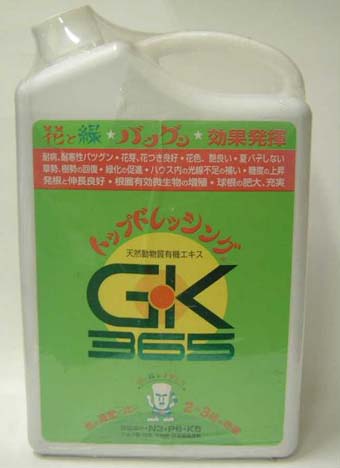 花と緑★バツグン★効果発揮
耐病、耐寒性バツグン・花芽、花つき良好・花色、艶良い・夏バテしない
草勢、樹勢の回復・緑化の促進・ハウス内の光線不足の補い・糖度の上昇
発根と伸長良好・根圏有効微生物の増殖・球根の肥大、充実
トップドレッシング
天然動物質有機エキス
GK
365
N3・P6・K5